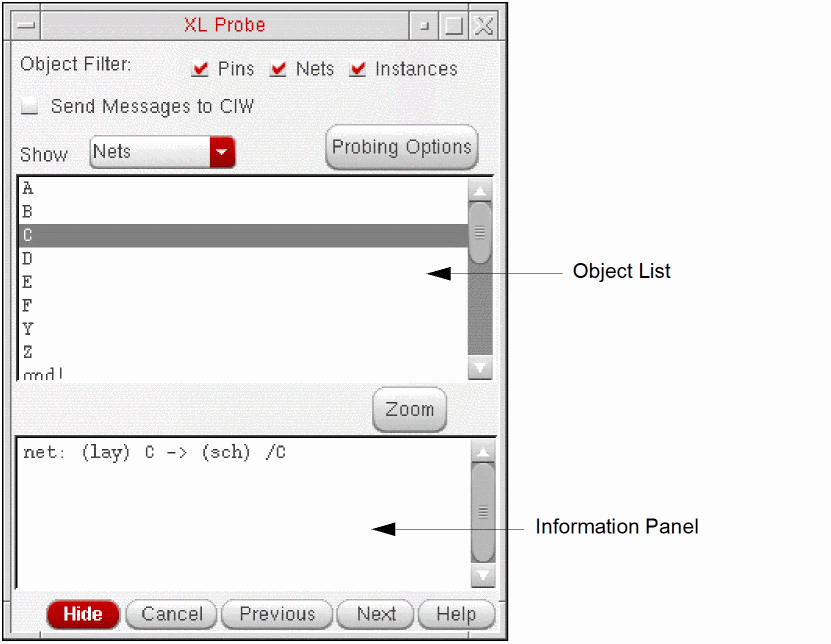 XL Probe
Object Filter: Pins Nets Instances
Send Messages to CIW
Show Nets Probing Options
A
B
C
D
E
F
Y
Z
gnd!
Object List
Zoom
net: (lay) C -> (sch) /C
Information Panel
Hide Cancel Previous Next Help